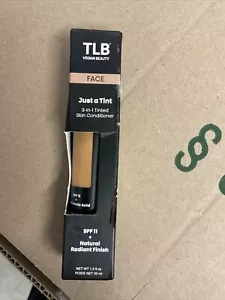 TLB
VEGAN BEAUTY
FACE
Just a Tint
3-in-1 Tinted
Skin Conditioner
Acid
SPF 11
+
Natural
Radiant Finish
NET WT 1.0 fl oz
POIDS NET 30 ml